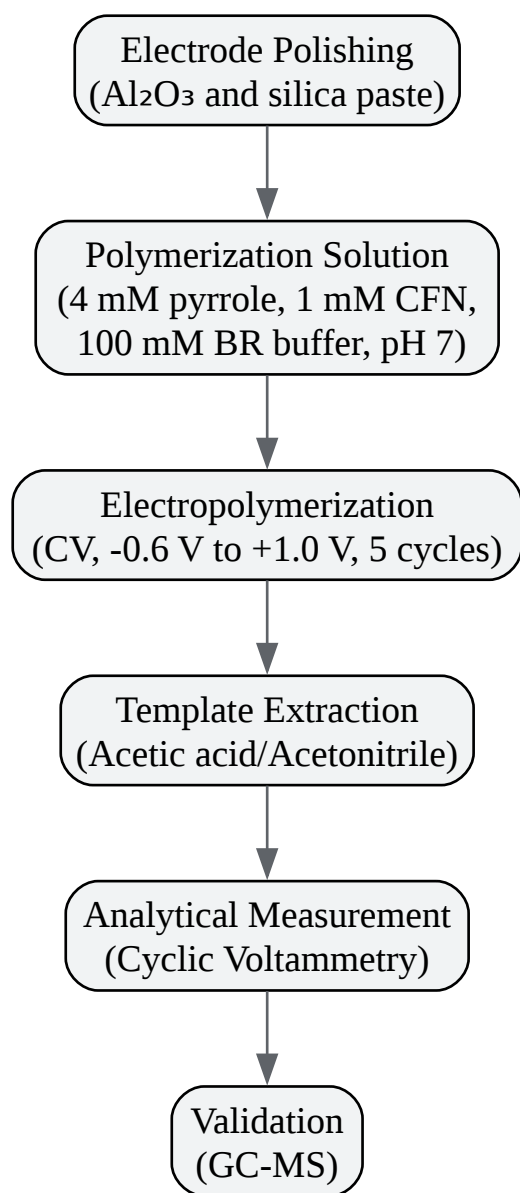 Electrode Polishing
(Al₂O₃ and silica paste)
Polymerization Solution
(4 mM pyrrole, 1 mM CFN,
100 mM BR buffer, pH 7)
Electropolymerization
(CV, -0.6 V to +1.0 V, 5 cycles)
Template Extraction
(Acetic acid/Acetonitrile)
Analytical Measurement
(Cyclic Voltammetry)
Validation
(GC-MS)